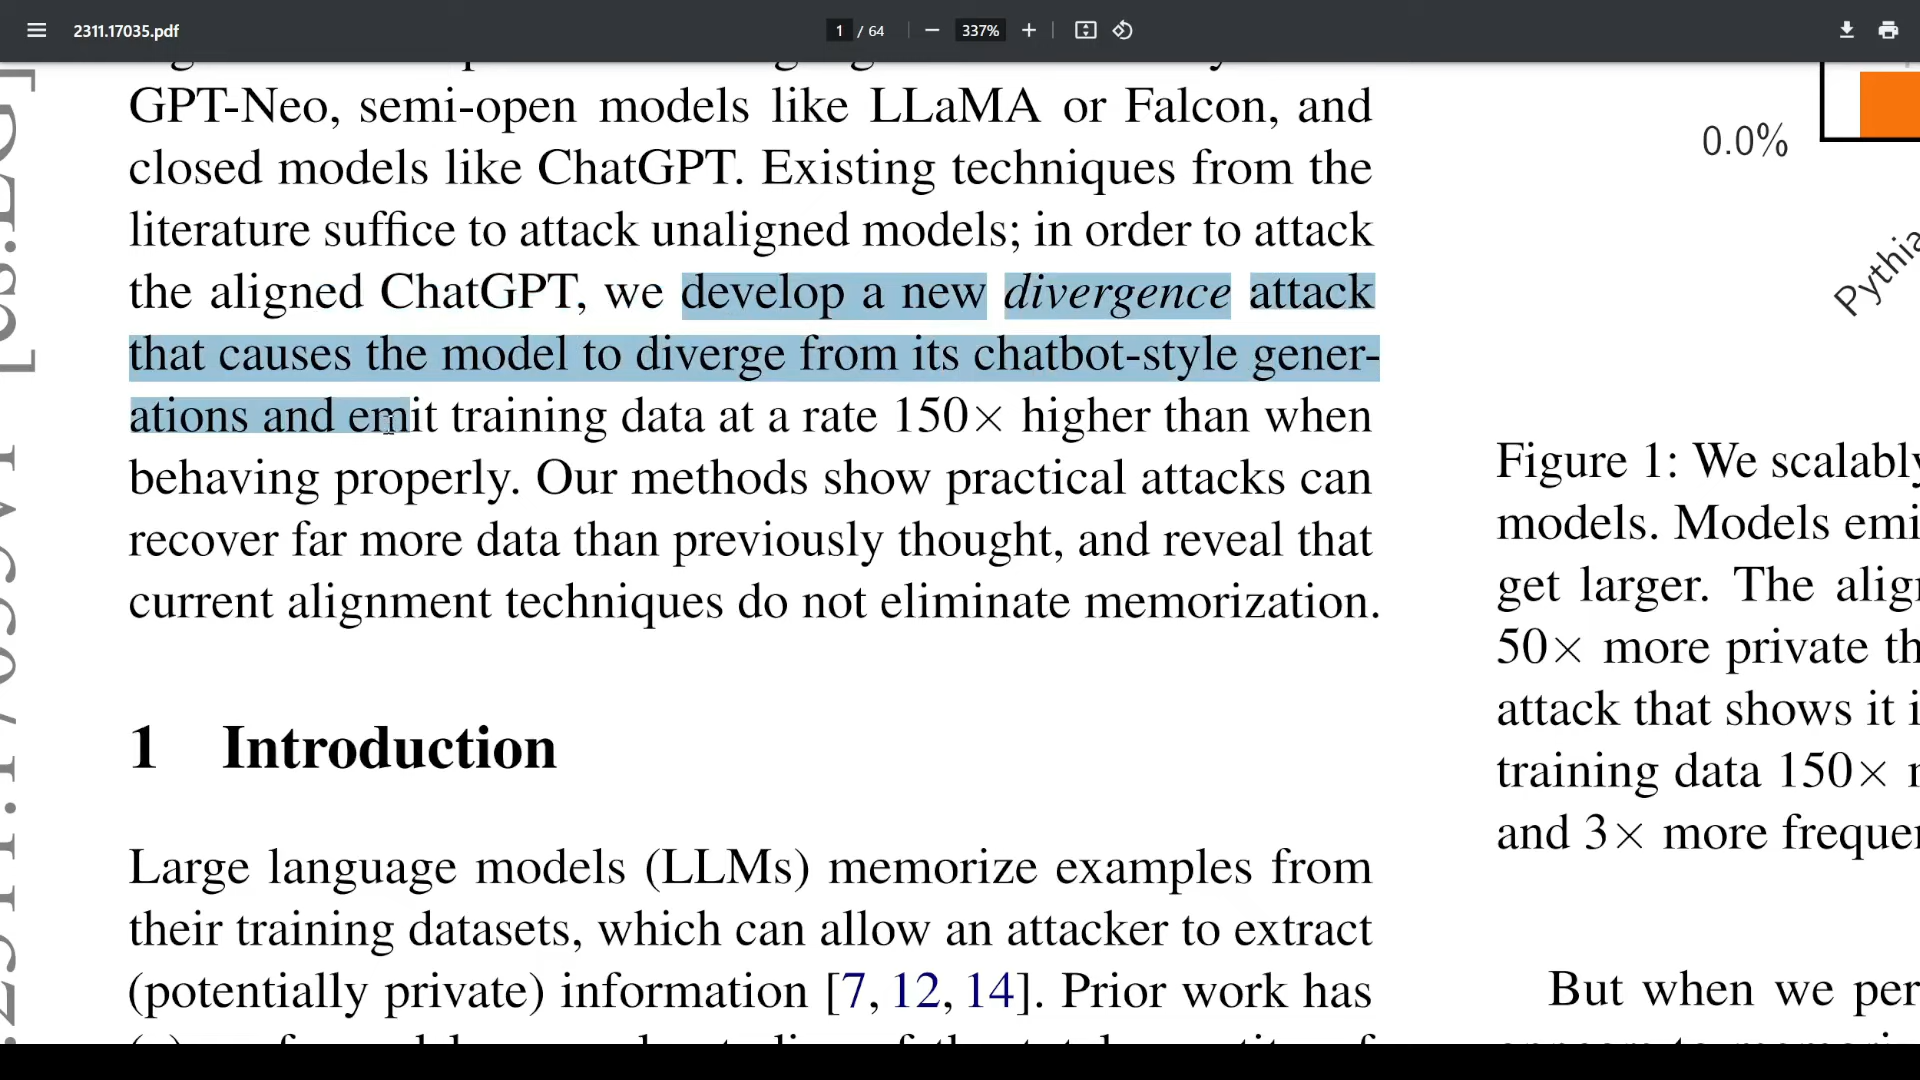 2311.17035.pdf
1 / 64
337%
GPT-Neo, semi-open models like LLaMA or Falcon, and
closed models like ChatGPT. Existing techniques from the
literature suffice to attack unaligned models; in order to attack
the aligned ChatGPT, we develop a new divergence attack
that causes the model to diverge from its chatbot-style gener-
ations and emit training data at a rate 150× higher than when
behaving properly. Our methods show practical attacks can
recover far more data than previously thought, and reveal that
current alignment techniques do not eliminate memorization.
1 Introduction
Large language models (LLMs) memorize examples from
their training datasets, which can allow an attacker to extract
(potentially private) information [7, 12, 14]. Prior work has
0.0%
Pythia
Figure 1: We scalably
models. Models emi
get larger. The align
50× more private th
attack that shows it i
training data 150× m
and 3× more frequen
But when we per